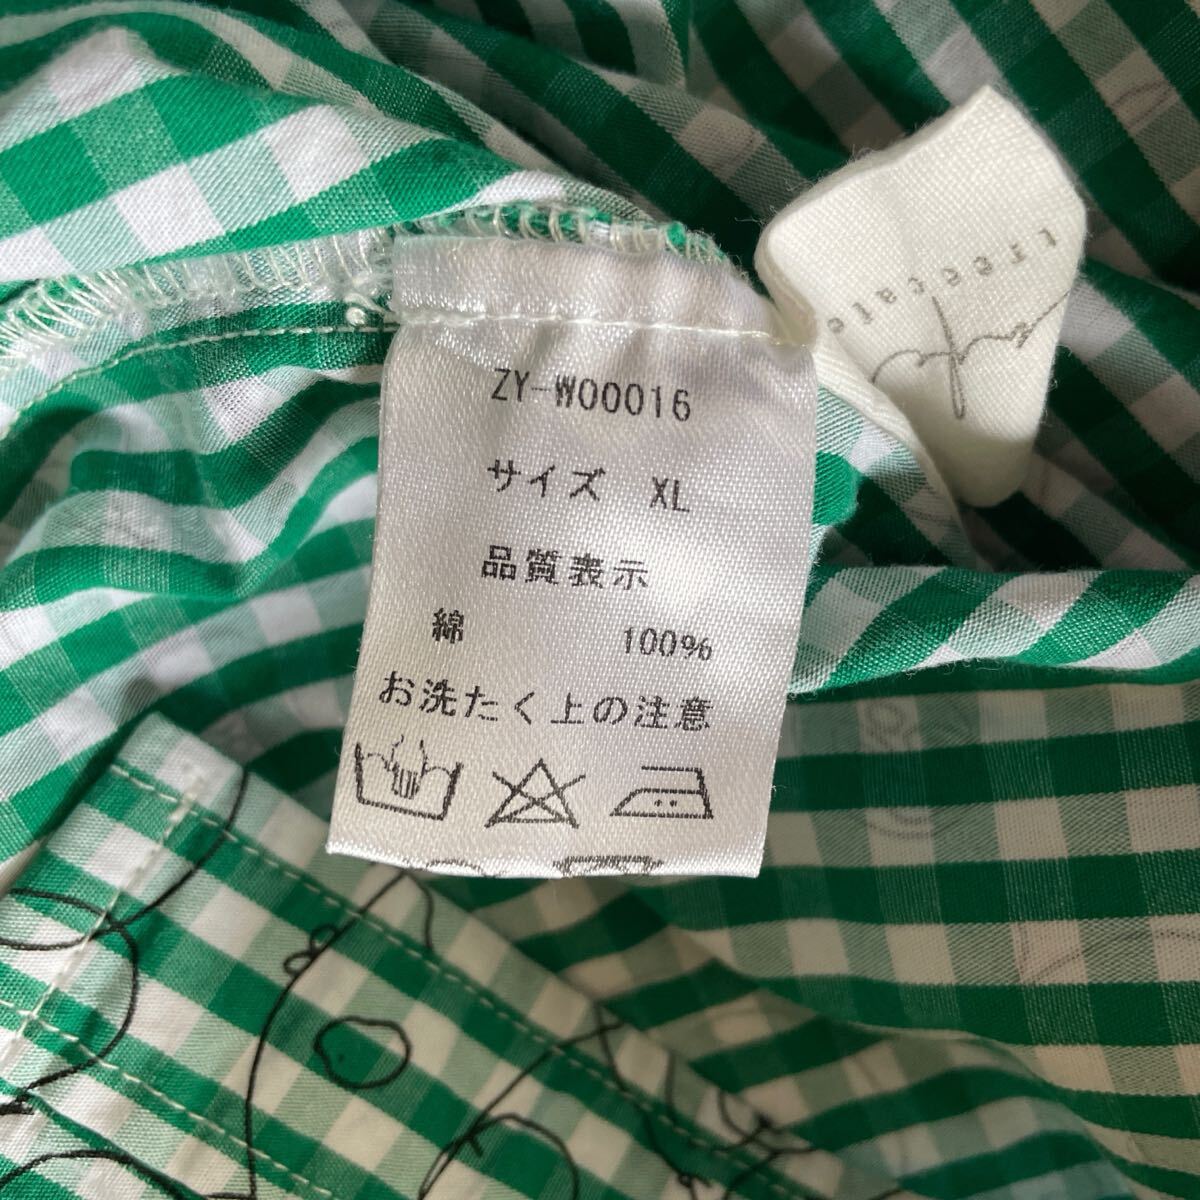 ZY-W00016
サイズ XL
品質表示
綿 100%
お洗たく上の注意